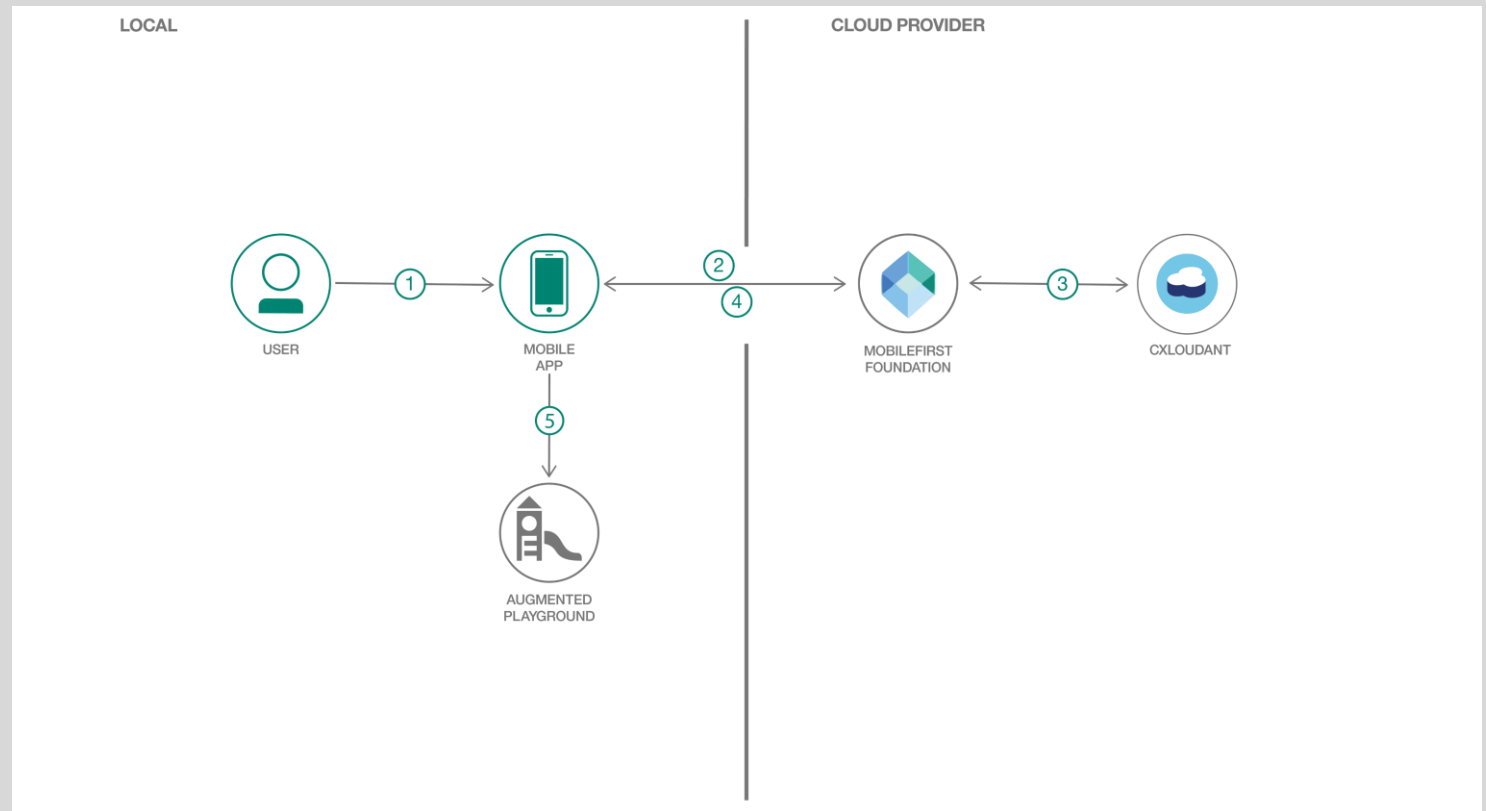 LOCAL
CLOUD PROVIDER
1
2
4
3
USER
MOBILE
APP
MOBILEFIRST
FOUNDATION
CXLOUDANT
5
AUGMENTED
PLAYGROUND